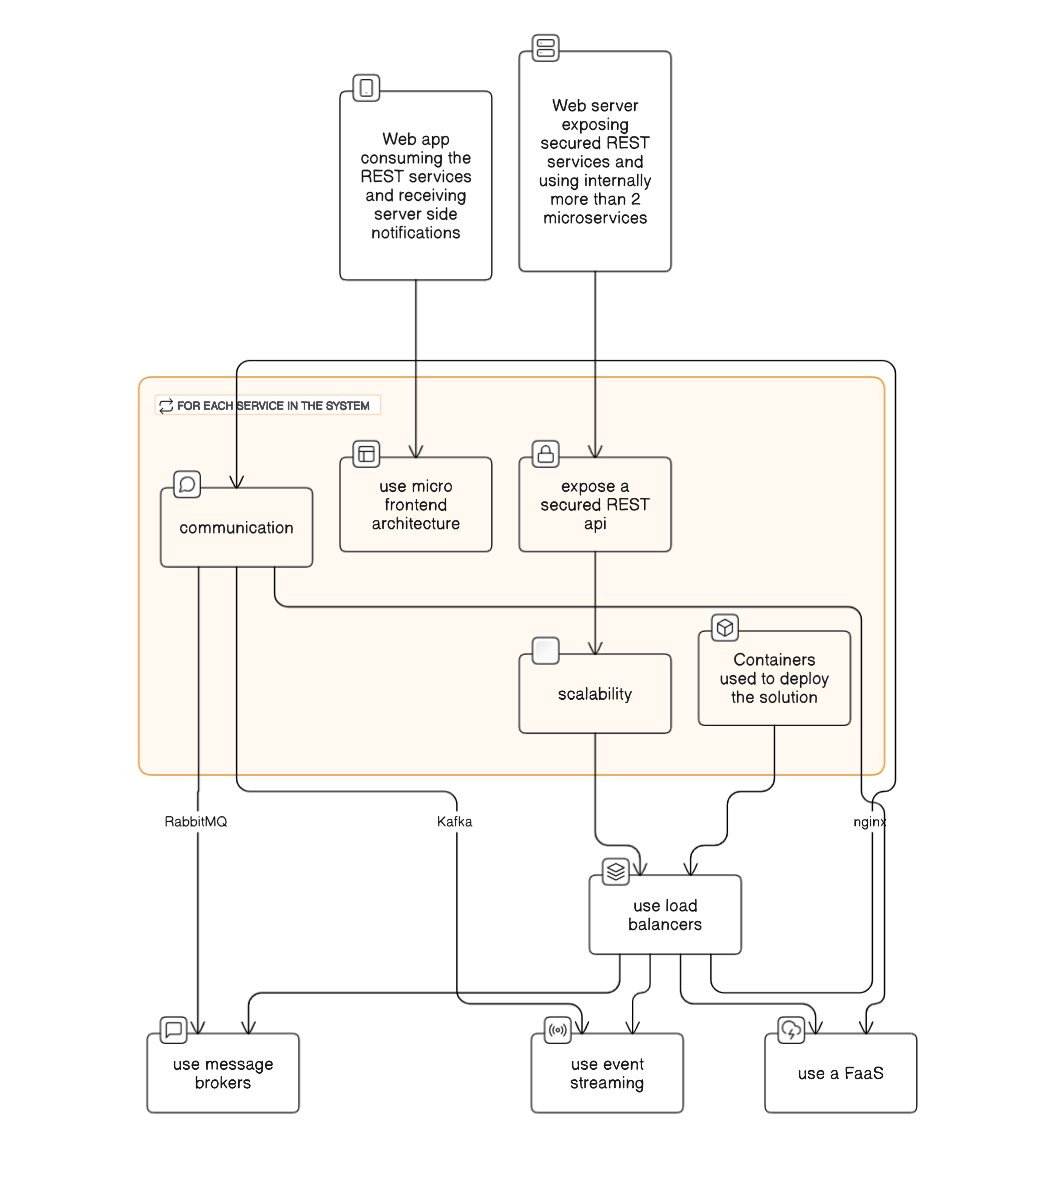 Web server
exposing
secured REST
services and
using internally
more than 2
microservices
Web app
consuming the
REST services
and receiving
server side
notifications
FOR EACH SERVICE IN THE SYSTEM
communication
use micro
frontend
architecture
expose a
secured REST
api
scalability
Containers
used to deploy
the solution
RabbitMQ
Kafka
nginx
use load
balancers
use message
brokers
use event
streaming
use a FaaS